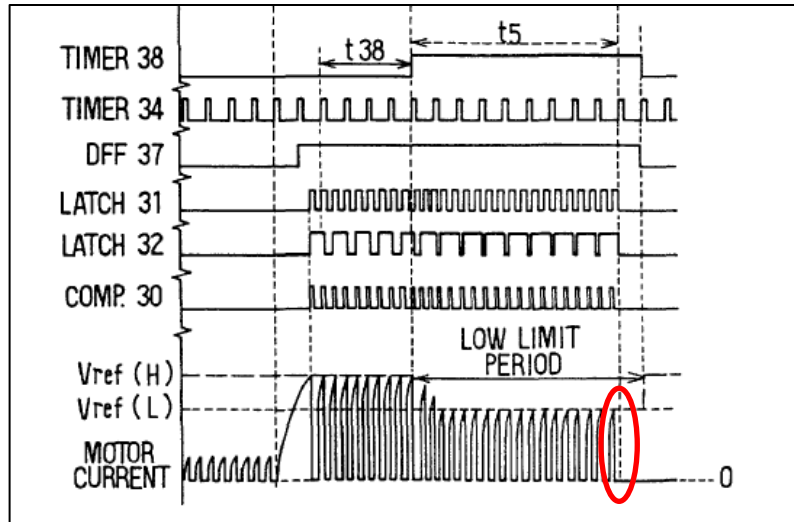 t38
t5
TIMER 38
TIMER 34
DFF 37
LATCH 31
LATCH 32
COMP. 30
LOW LIMIT
PERIOD
Vref (H)
Vref (L)
MOTOR
CURRENT
0